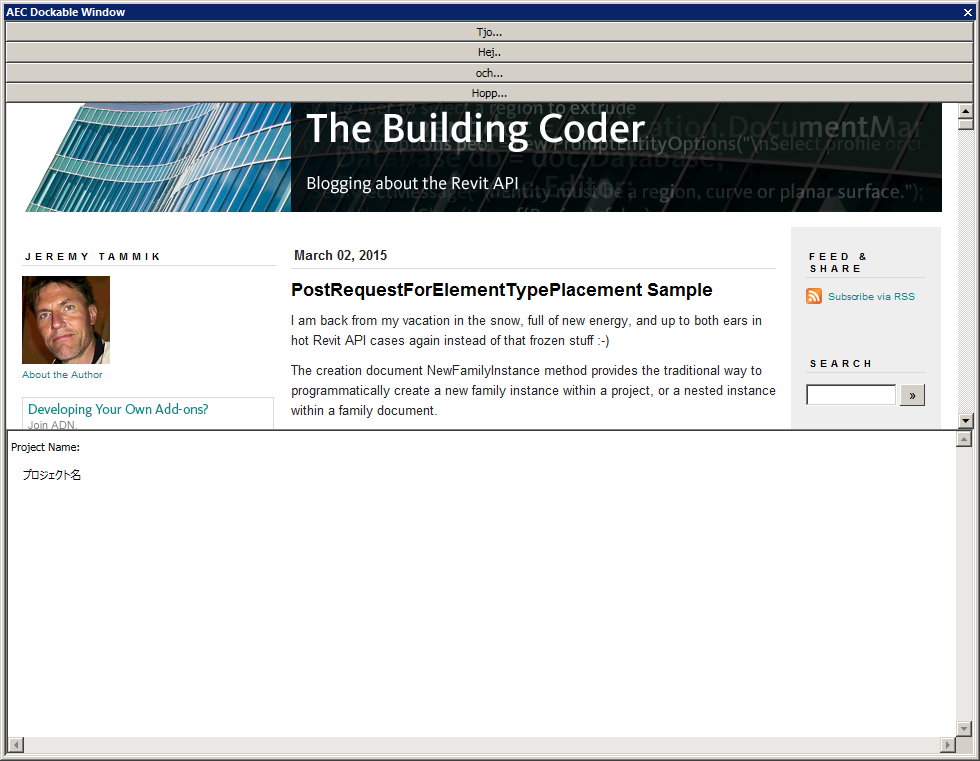 AEC Dockable Window
Tjo...
Hej..
och...
Hopp...
The Building Coder
Blogging about the Revit API
JEREMY TAMMIK
About the Author
Developing Your Own Add-ons?
Join ADN.
March 02, 2015
PostRequestForElementTypePlacement Sample
I am back from my vacation in the snow, full of new energy, and up to both ears in
hot Revit API cases again instead of that frozen stuff :-)
The creation document NewFamilyInstance method provides the traditional way to
programmatically create a new family instance within a project, or a nested instance
within a family document.
FEED &
SHARE
Subscribe via RSS
SEARCH
»
Project Name:
プロジェクト名